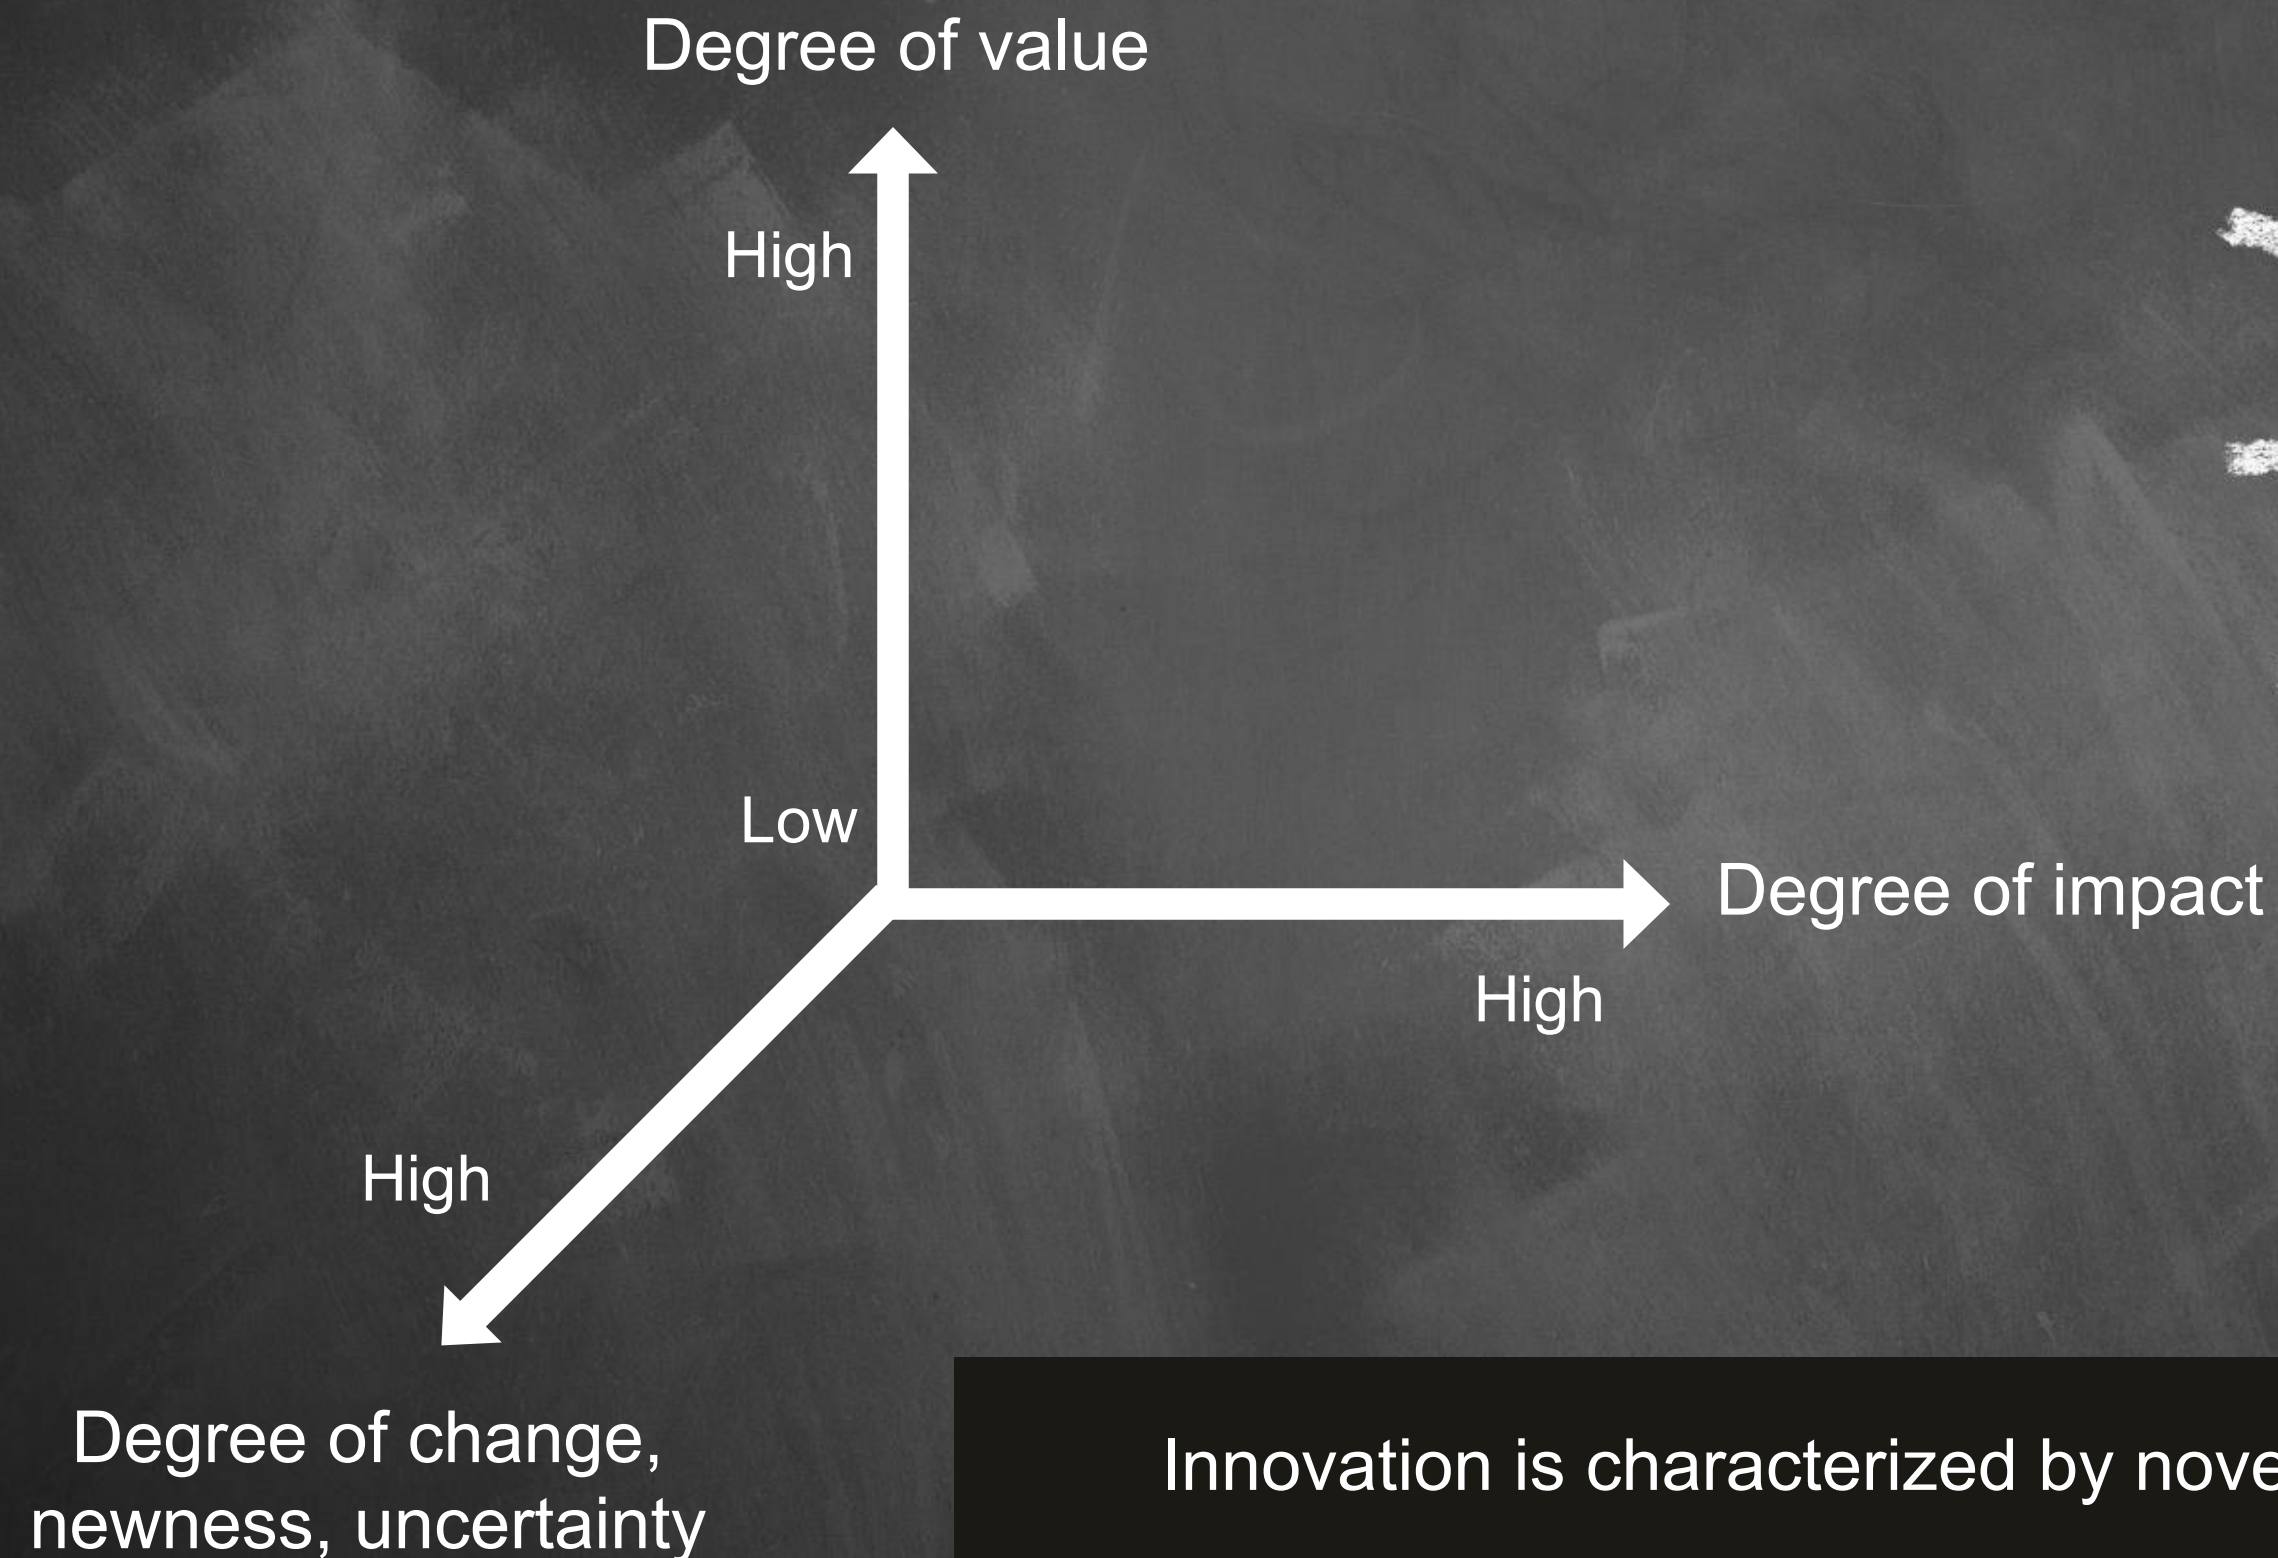 Degree of value
High
Low
Degree of impact
High
High
Degree of change,
newness, uncertainty
Innovation is characterized by